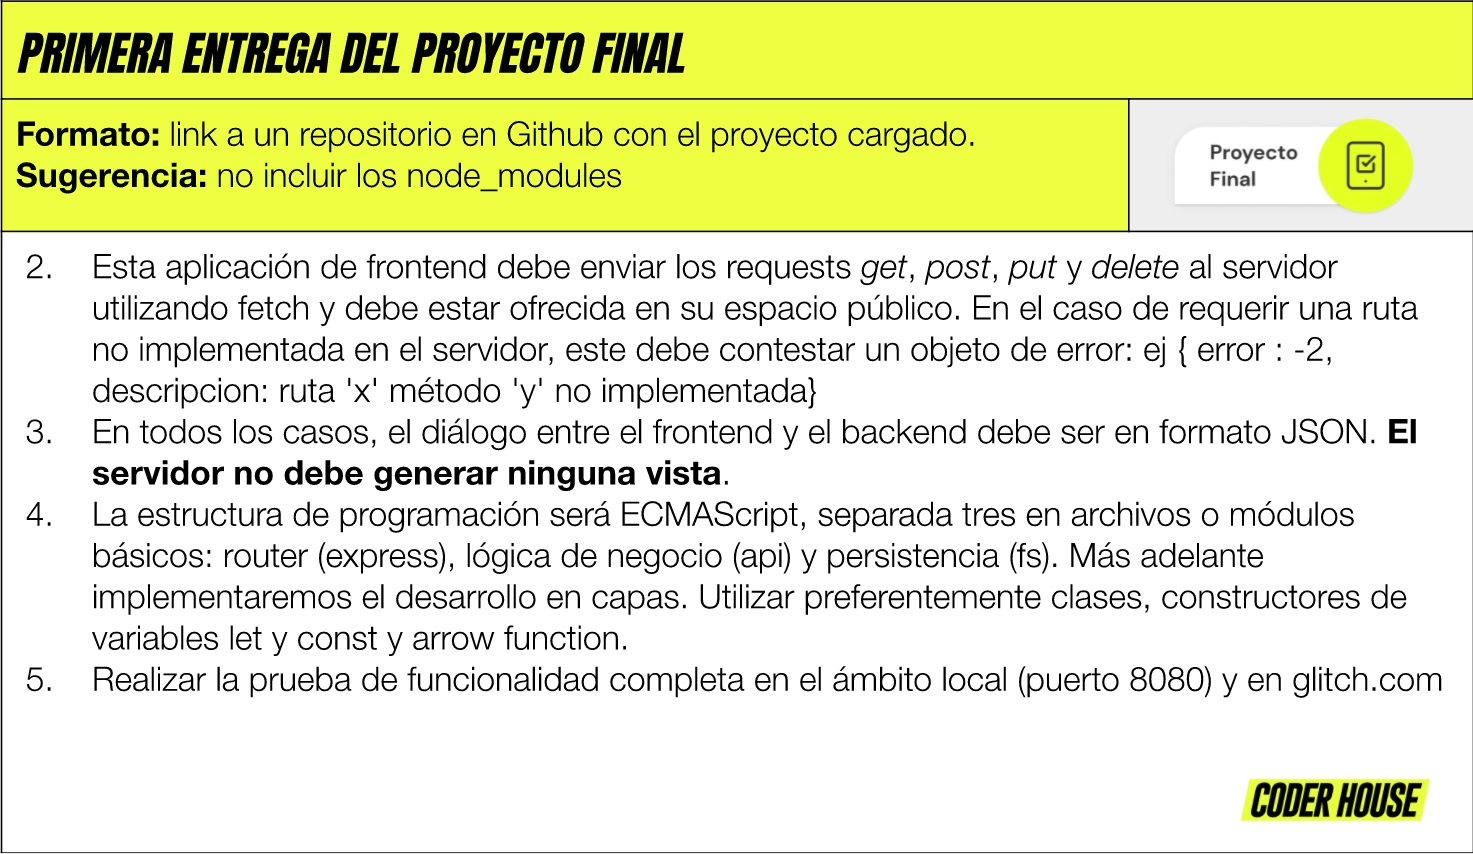 PRIMERA ENTREGA DEL PROYECTO FINAL
Formato: link a un repositorio en Github con el proyecto cargado.
Sugerencia: no incluir los node_modules
Proyecto
Final
2. Esta aplicación de frontend debe enviar los requests get, post, put y delete al servidor
utilizando fetch y debe estar ofrecida en su espacio público. En el caso de requerir una ruta
no implementada en el servidor, este debe contestar un objeto de error: ej { error : -2,
descripcion: ruta 'x' método 'y' no implementada}
3. En todos los casos, el diálogo entre el frontend y el backend debe ser en formato JSON. El
servidor no debe generar ninguna vista.
4. La estructura de programación será ECMAScript, separada tres en archivos o módulos
básicos: router (express), lógica de negocio (api) y persistencia (fs). Más adelante
implementaremos el desarrollo en capas. Utilizar preferentemente clases, constructores de
variables let y const y arrow function.
5. Realizar la prueba de funcionalidad completa en el ámbito local (puerto 8080) y en glitch.com
CODER HOUSE